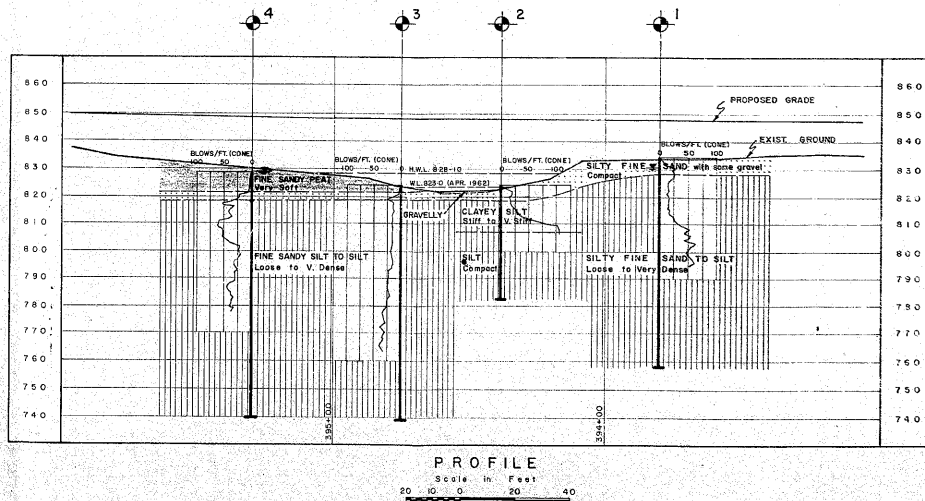 4 3 2 1
860 860
850 PROPOSED GRADE 850
840 EXIST. GROUND 840
BLOWS/FT. (CONE) BLOWS/FT. (CONE) BLOWS/FT. (CONE) BLOWS/FT. (CONE)
100 50 0 100 50 0 0 50 100 0 50 100
830 H.W.L. 828-10 830
FINE SANDY PEAT
Very Soft
SILTY FINE SAND with some gravel
Compact
W.L. 823.0 (APR. 1962)
820 820
GRAVELLY
CLAYEY SILT
Stiff to V. Stiff
810 810
800 800
FINE SANDY SILT TO SILT
Loose to V. Dense
SILT
Compact
SILTY FINE SAND TO SILT
Loose to Very Dense
790 790
780 780
770 770
760 760
750 750
740 740
395+00 394+00
PROFILE
Scale in Feet
20 10 0 20 40